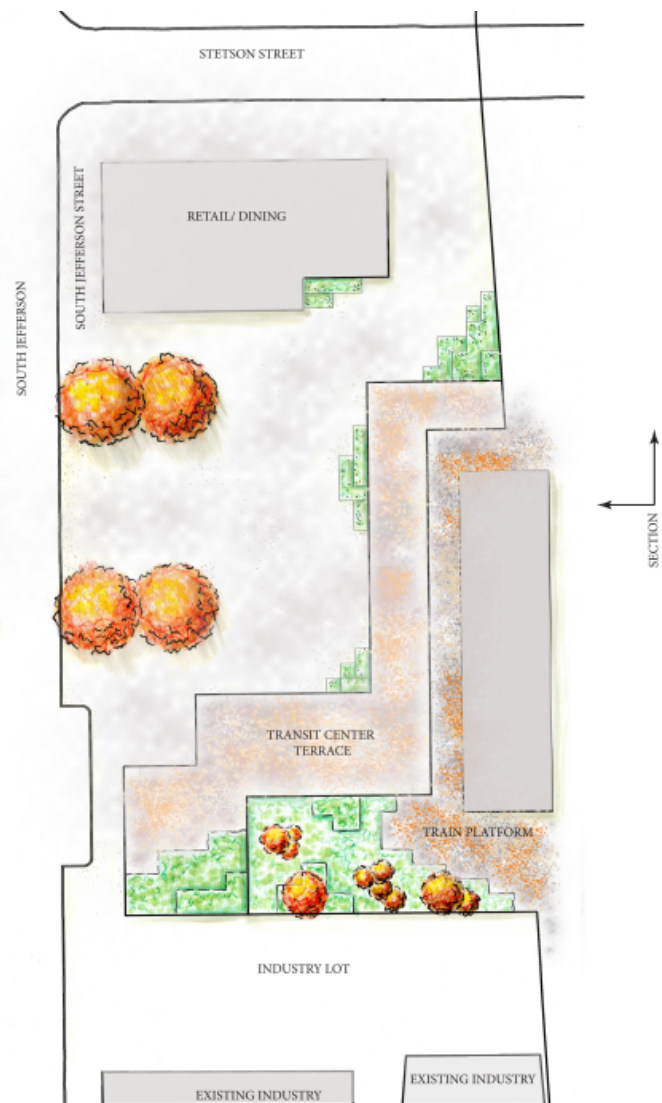 STETSON STREET
SOUTH JEFFERSON STREET
RETAIL/ DINING
SOUTH JEFFERSON
SECTION
TRANSIT CENTER
TERRACE
TRAIN PLATFORM
INDUSTRY LOT
EXISTING INDUSTRY
EXISTING INDUSTRY